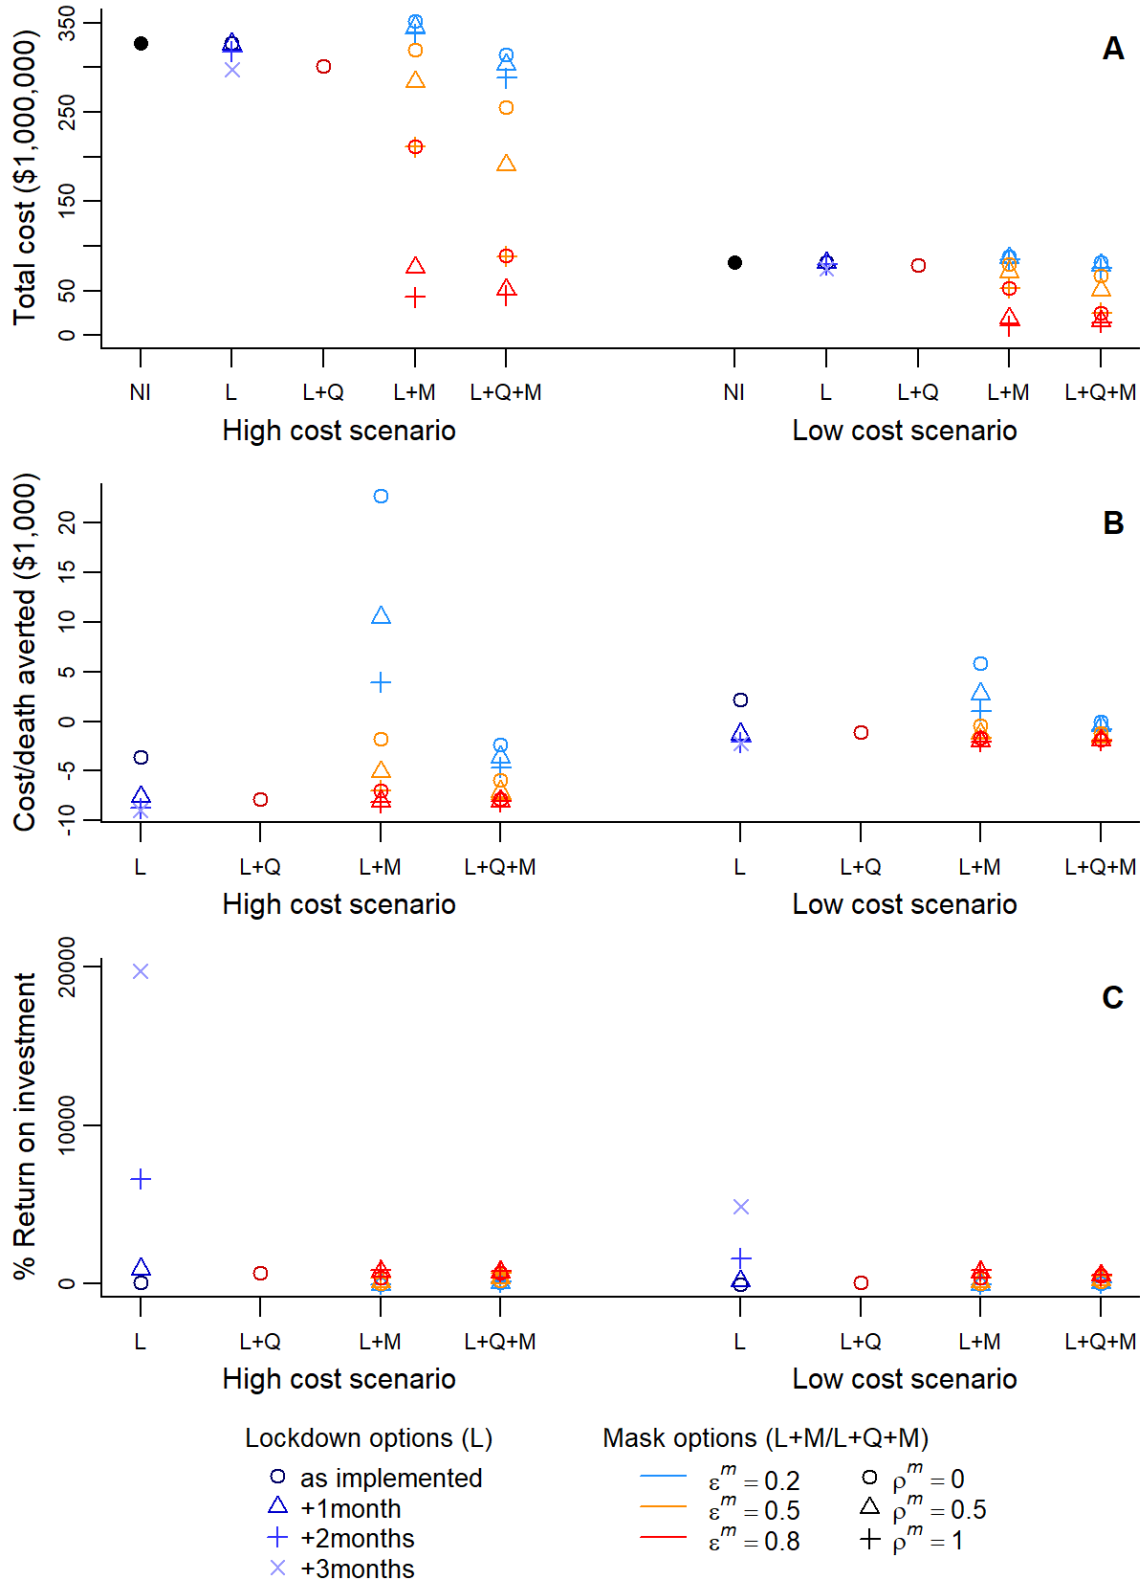 A
Total cost ($1,000,000)
350
250
150
50
0
NI L L+Q L+M L+Q+M NI L L+Q L+M L+Q+M
High cost scenario Low cost scenario
B
Cost/death averted ($1,000)
20
15
10
5
0
-5
-10
L L+Q L+M L+Q+M L L+Q L+M L+Q+M
High cost scenario Low cost scenario
C
% Return on investment
20000
10000
0
L L+Q L+M L+Q+M L L+Q L+M L+Q+M
High cost scenario Low cost scenario
Lockdown options (L) Mask options (L+M/L+Q+M)
as implemented εᵐ = 0.2 ρᵐ = 0
+1month εᵐ = 0.5 ρᵐ = 0.5
+2months εᵐ = 0.8 ρᵐ = 1
+3months